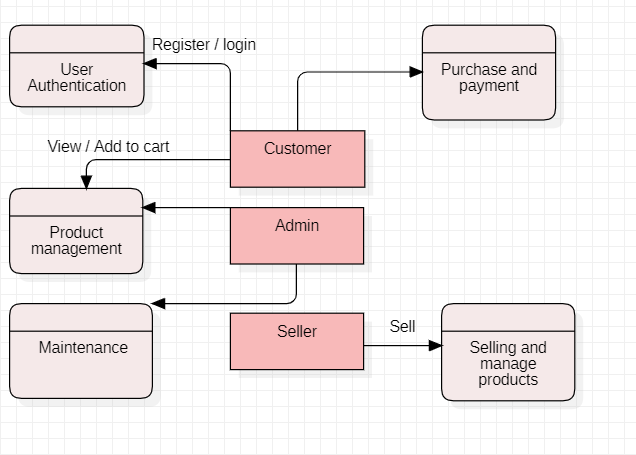 Register / login
User
Authentication
Purchase and
payment
View / Add to cart
Customer
Product
management
Admin
Maintenance
Seller
Sell
Selling and
manage
products